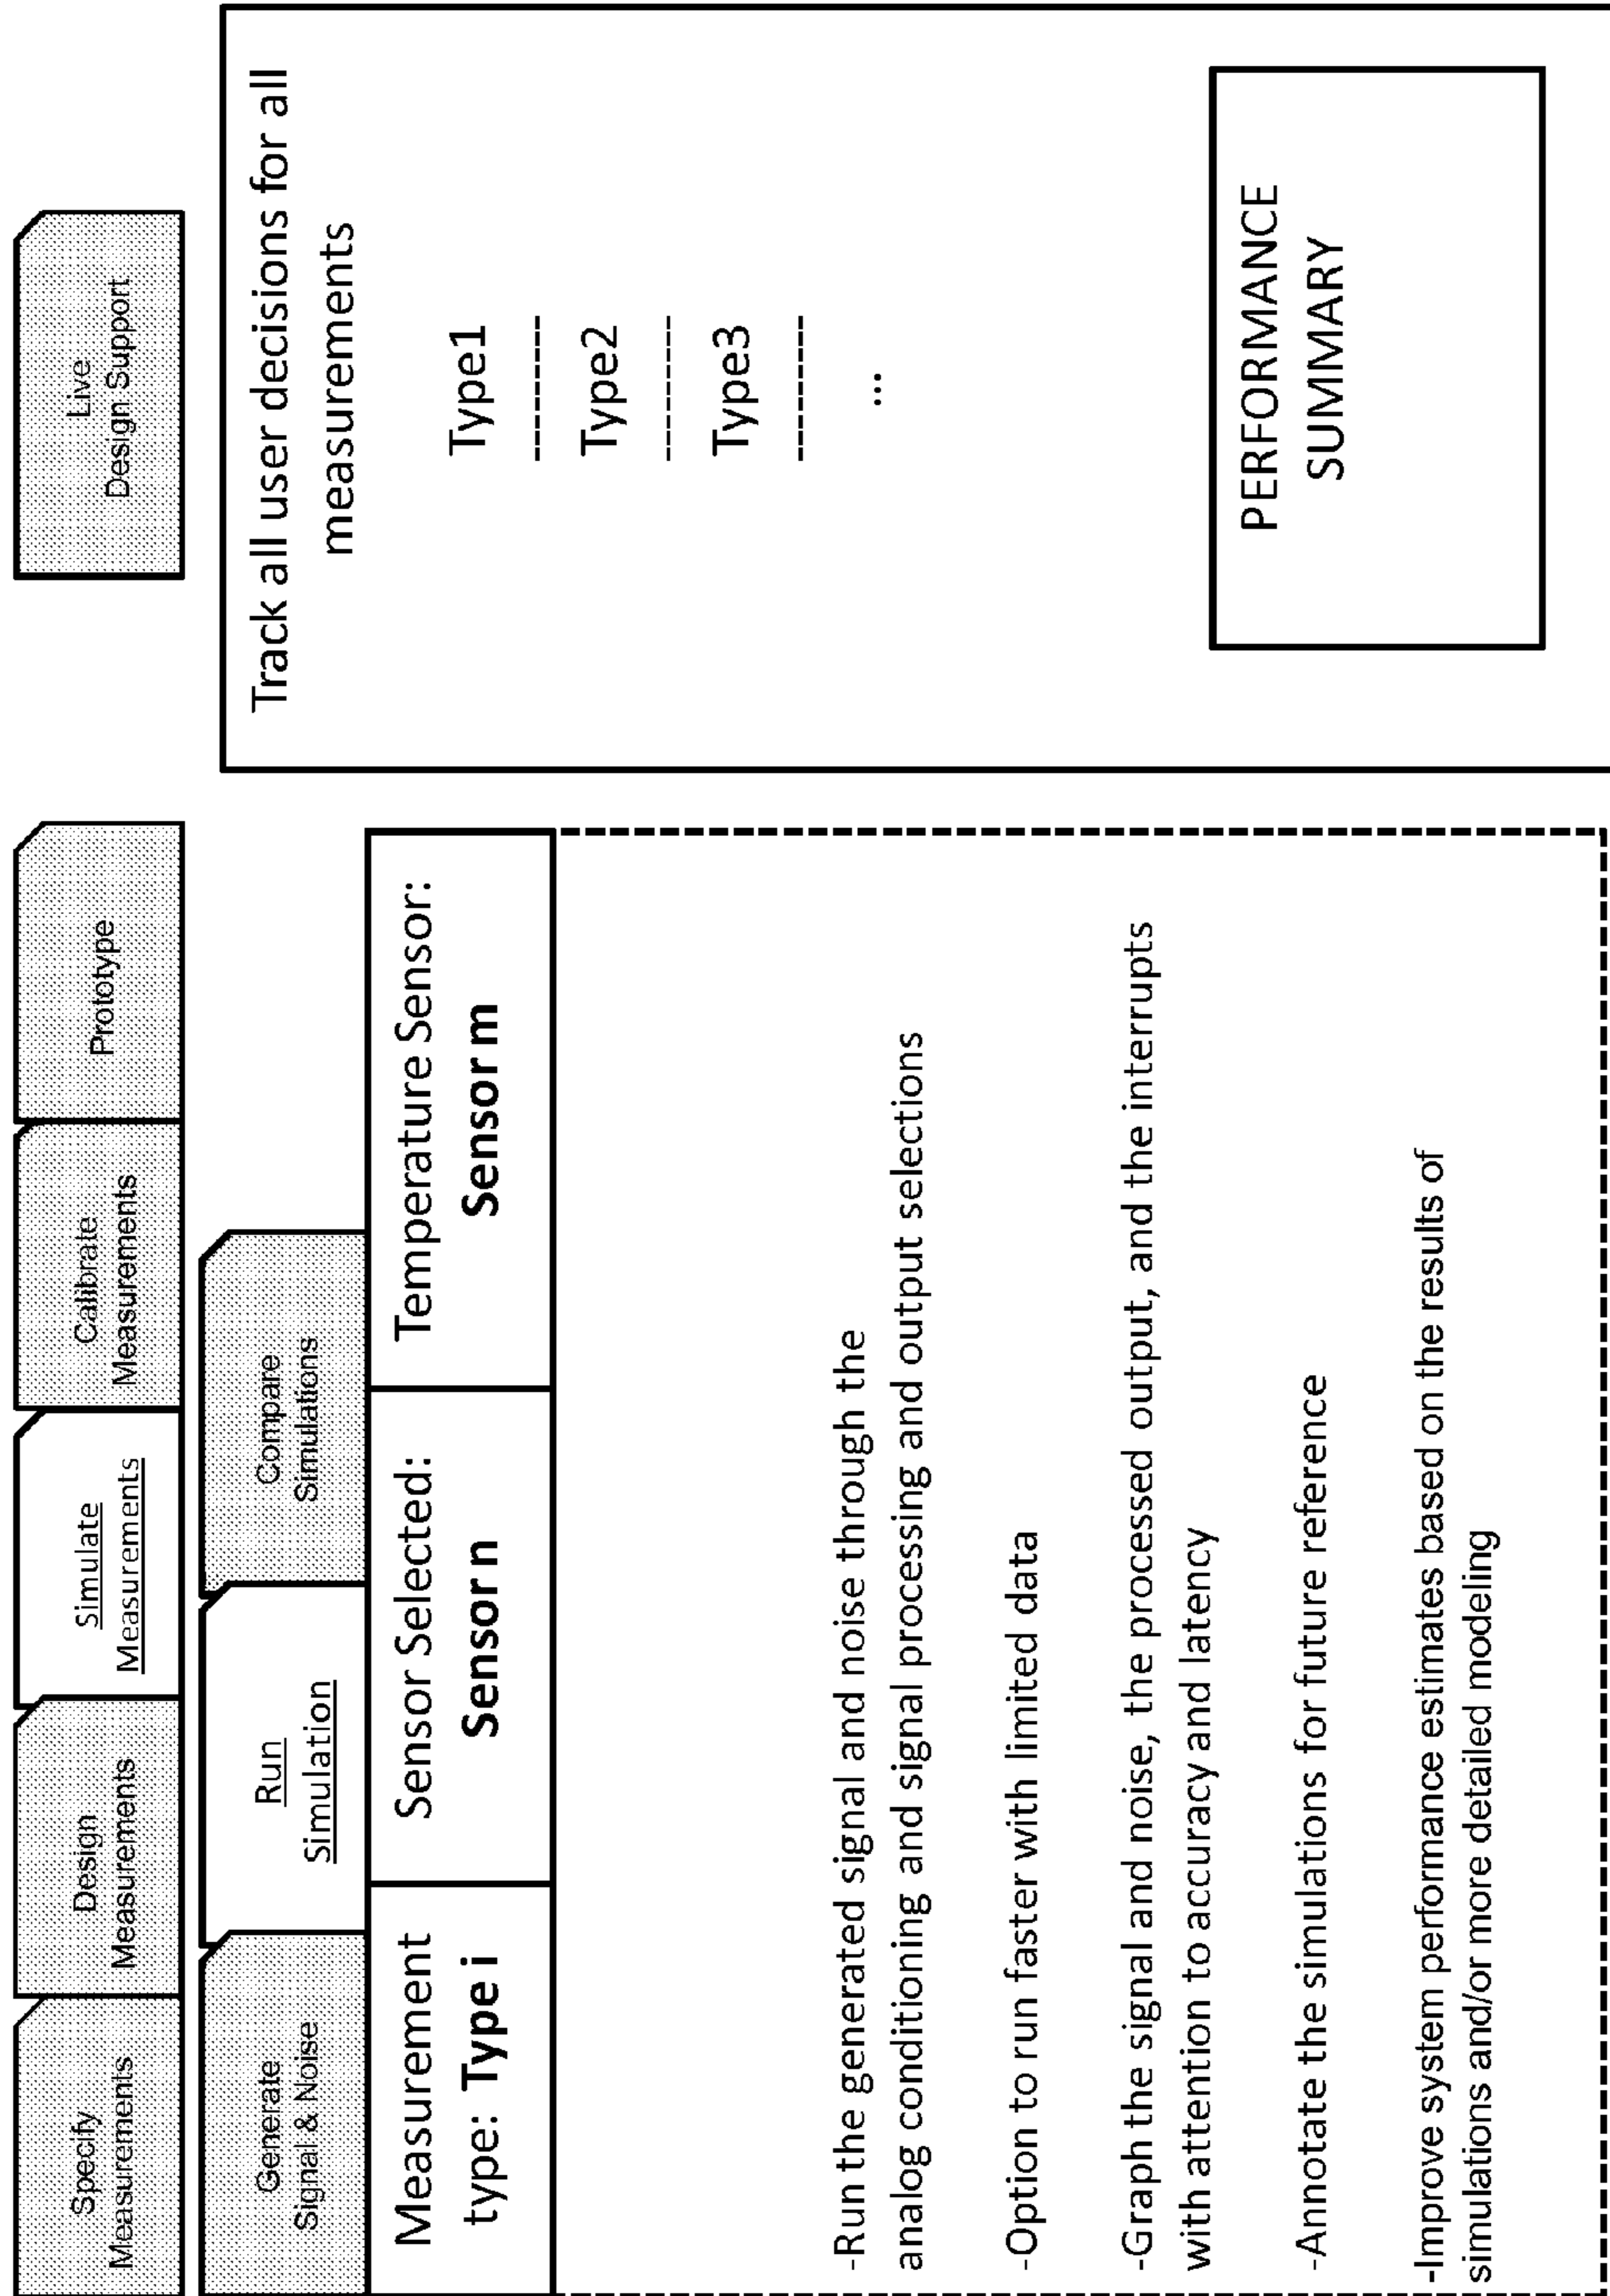 Specify
Measurements
Design
Measurements
Simulate
Measurements
Calibrate
Measurements
Prototype
Live
Design Support
Generate
Signal & Noise
Run
Simulation
Compare
Simulations
Measurement
type: Type i
Sensor Selected:
Sensor n
Temperature Sensor:
Sensor m
-Run the generated signal and noise through the
analog conditioning and signal processing and output selections
-Option to run faster with limited data
-Graph the signal and noise, the processed output, and the interrupts
with attention to accuracy and latency
-Annotate the simulations for future reference
-Improve system performance estimates based on the results of
simulations and/or more detailed modeling
Track all user decisions for all
measurements
Type1
Type2
Type3
...
PERFORMANCE
SUMMARY